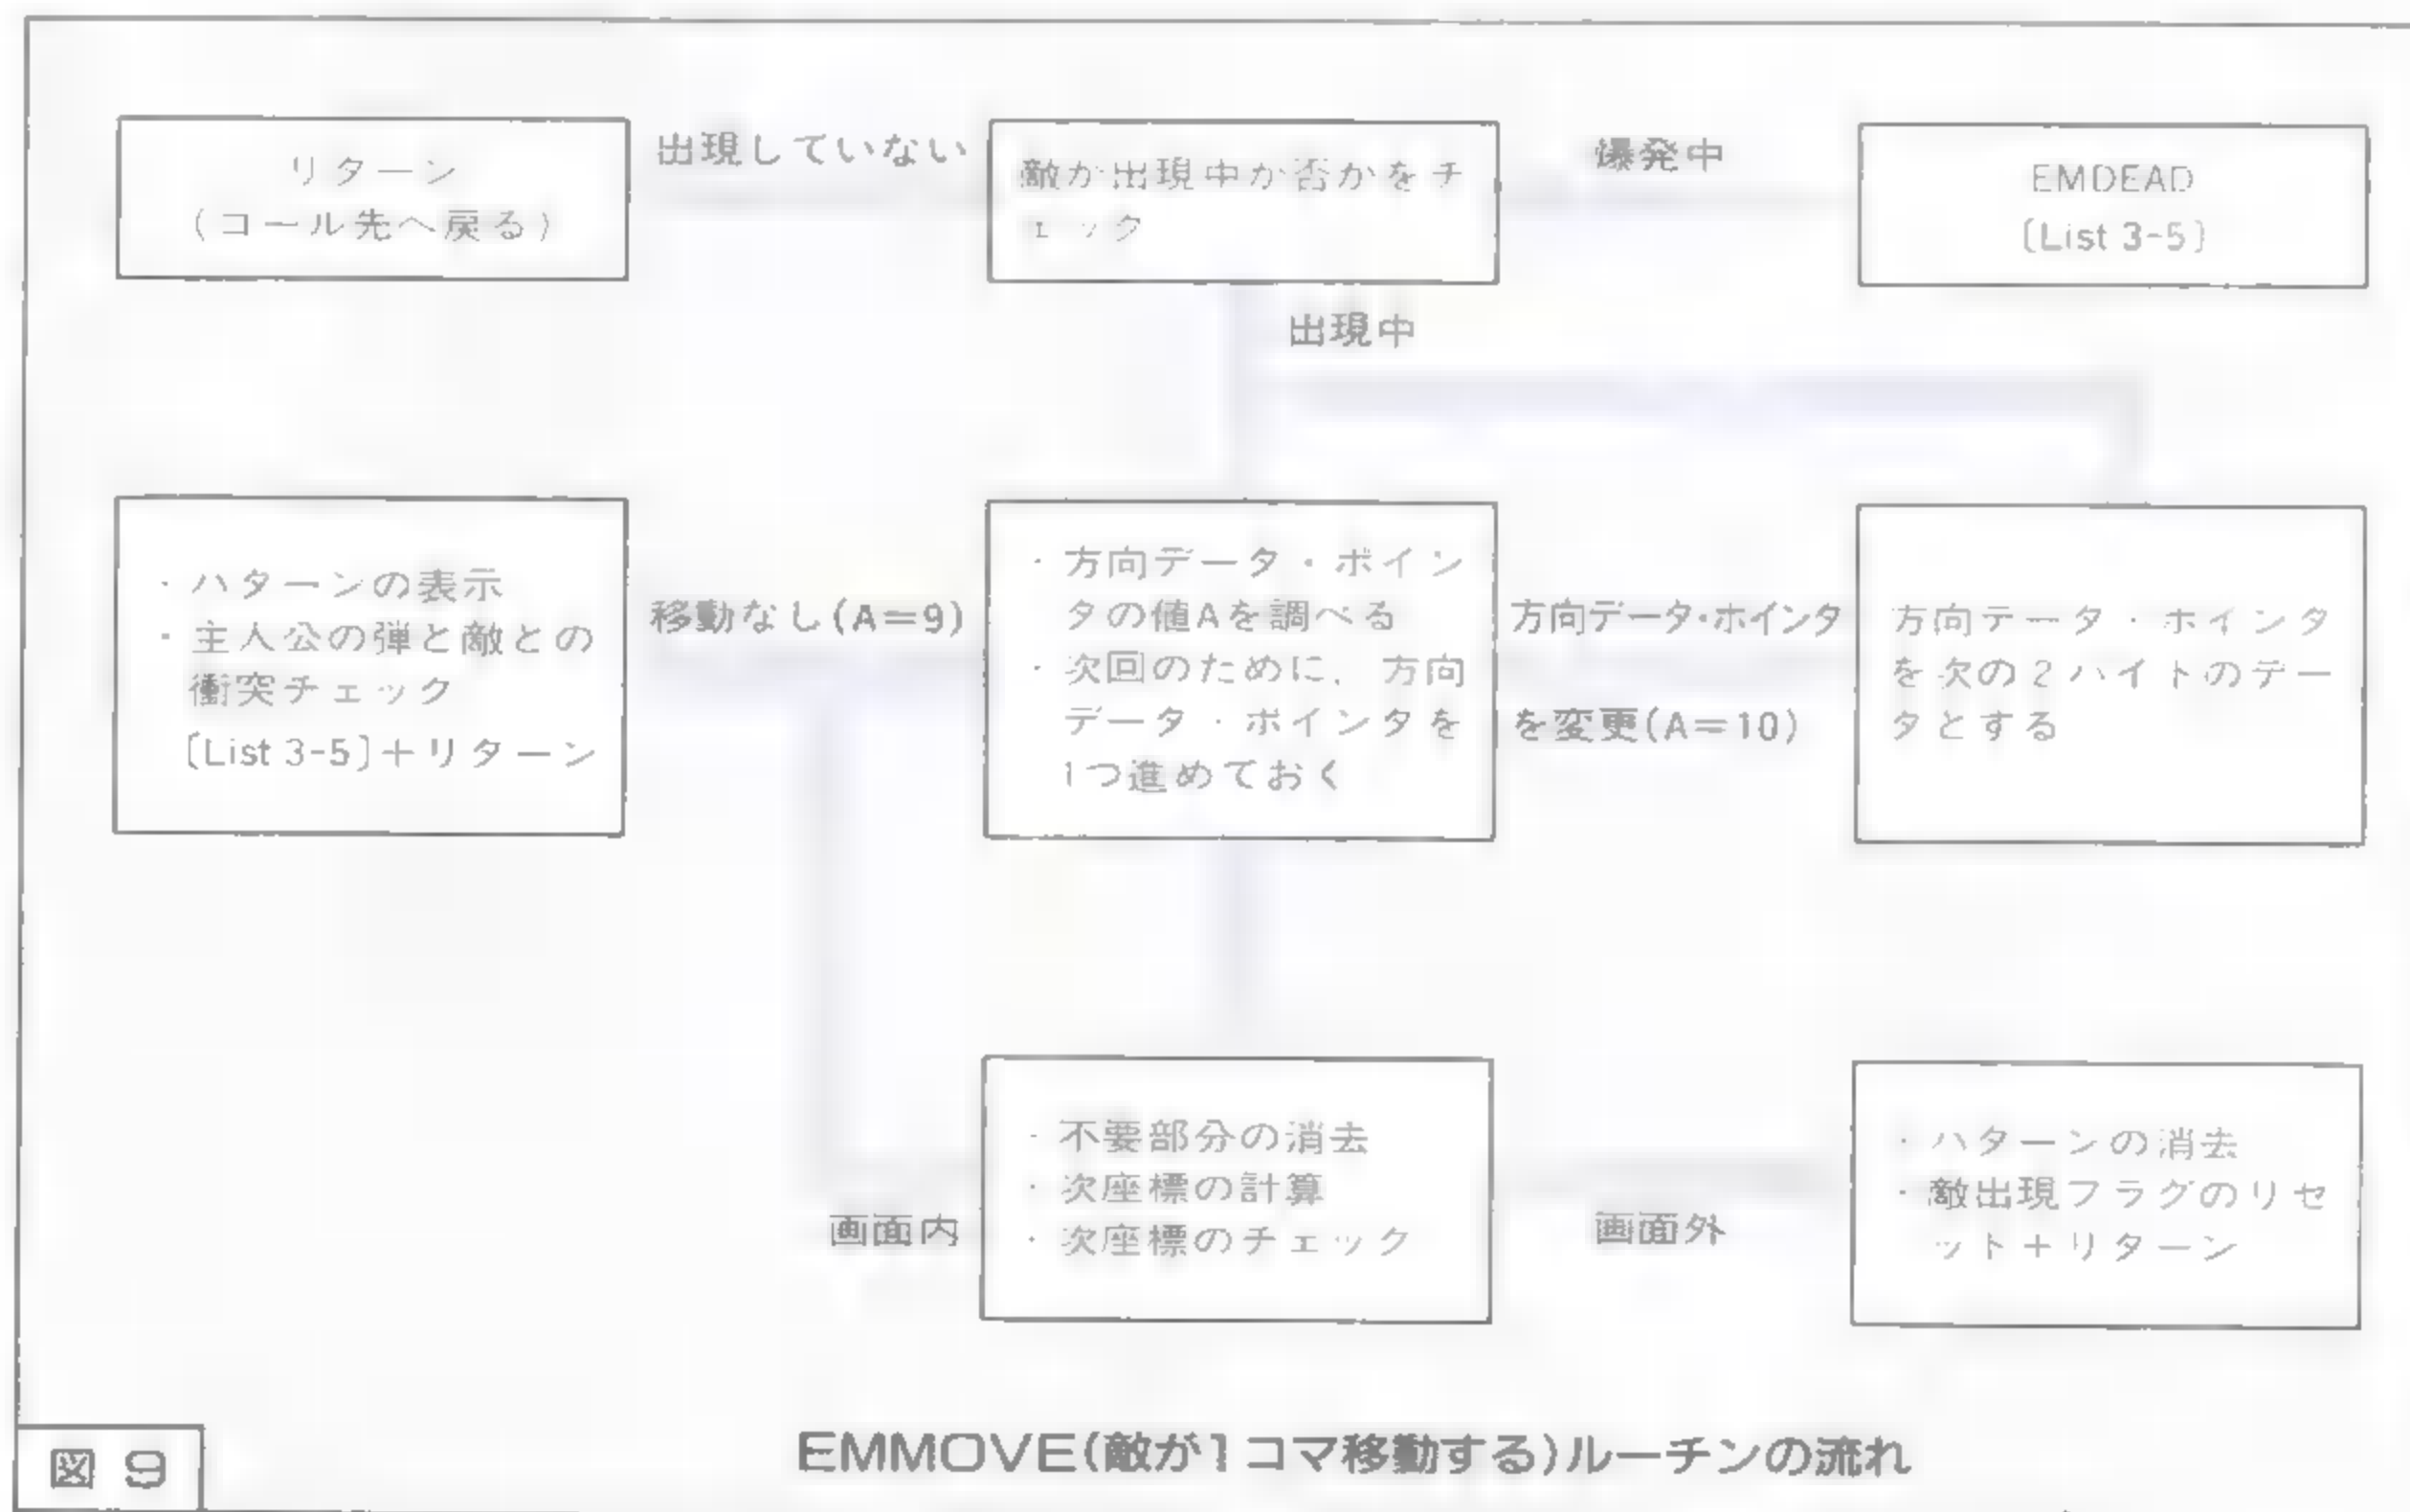 リターン
(コール先へ戻る)
出現していない
敵か出現中か否かをチ
ェック
爆発中
EMDEAD
〔List 3-5〕
出現中
・ハターンの表示
・主人公の弾と敵との
衝突チェック
〔List 3-5〕+リターン
移動なし(A=9)
・方向データ・ポイン
タの値Aを調べる
・次回のために、方向
データ・ポインタを
1つ進めておく
方向データ・ホインタ
を変更(A=10)
方向テータ・ホインタ
を次の2ハイトのデー
タとする
画面内
・不要部分の消去
・次座標の計算
・次座標のチェック
画面外
・ハターンの消去
・敵出現フラグのリセ
ット+リターン
図 9
EMMOVE(敵が1コマ移動する)ルーチンの流れ